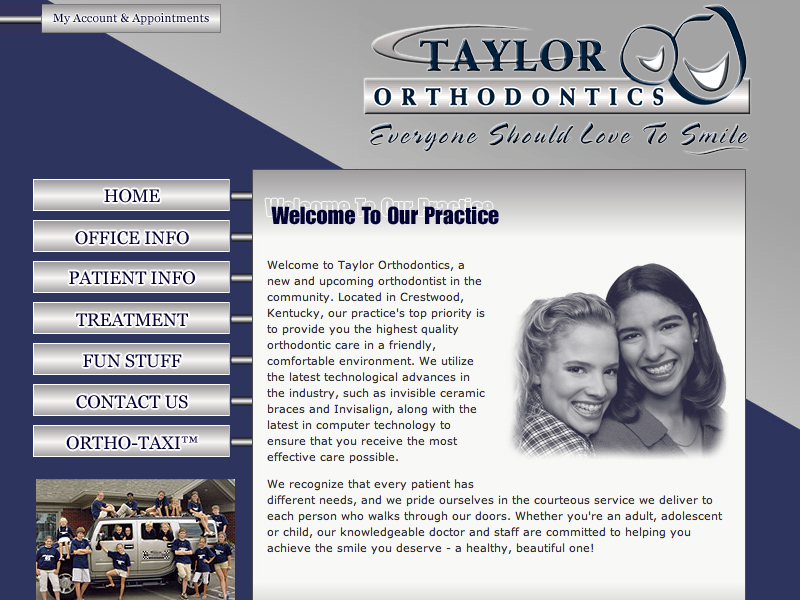 My Account & Appointments
TAYLOR
ORTHODONTICS
Everyone Should Love To Smile
HOME
OFFICE INFO
PATIENT INFO
TREATMENT
FUN STUFF
CONTACT US
ORTHO-TAXI™
Welcome To Our Practice
Welcome to Taylor Orthodontics, a
new and upcoming orthodontist in the
community. Located in Crestwood,
Kentucky, our practice's top priority is
to provide you the highest quality
orthodontic care in a friendly,
comfortable environment. We utilize
the latest technological advances in
the industry, such as invisible ceramic
braces and Invisalign, along with the
latest in computer technology to
ensure that you receive the most
effective care possible.
We recognize that every patient has
different needs, and we pride ourselves in the courteous service we deliver to
each person who walks through our doors. Whether you're an adult, adolescent
or child, our knowledgeable doctor and staff are committed to helping you
achieve the smile you deserve - a healthy, beautiful one!